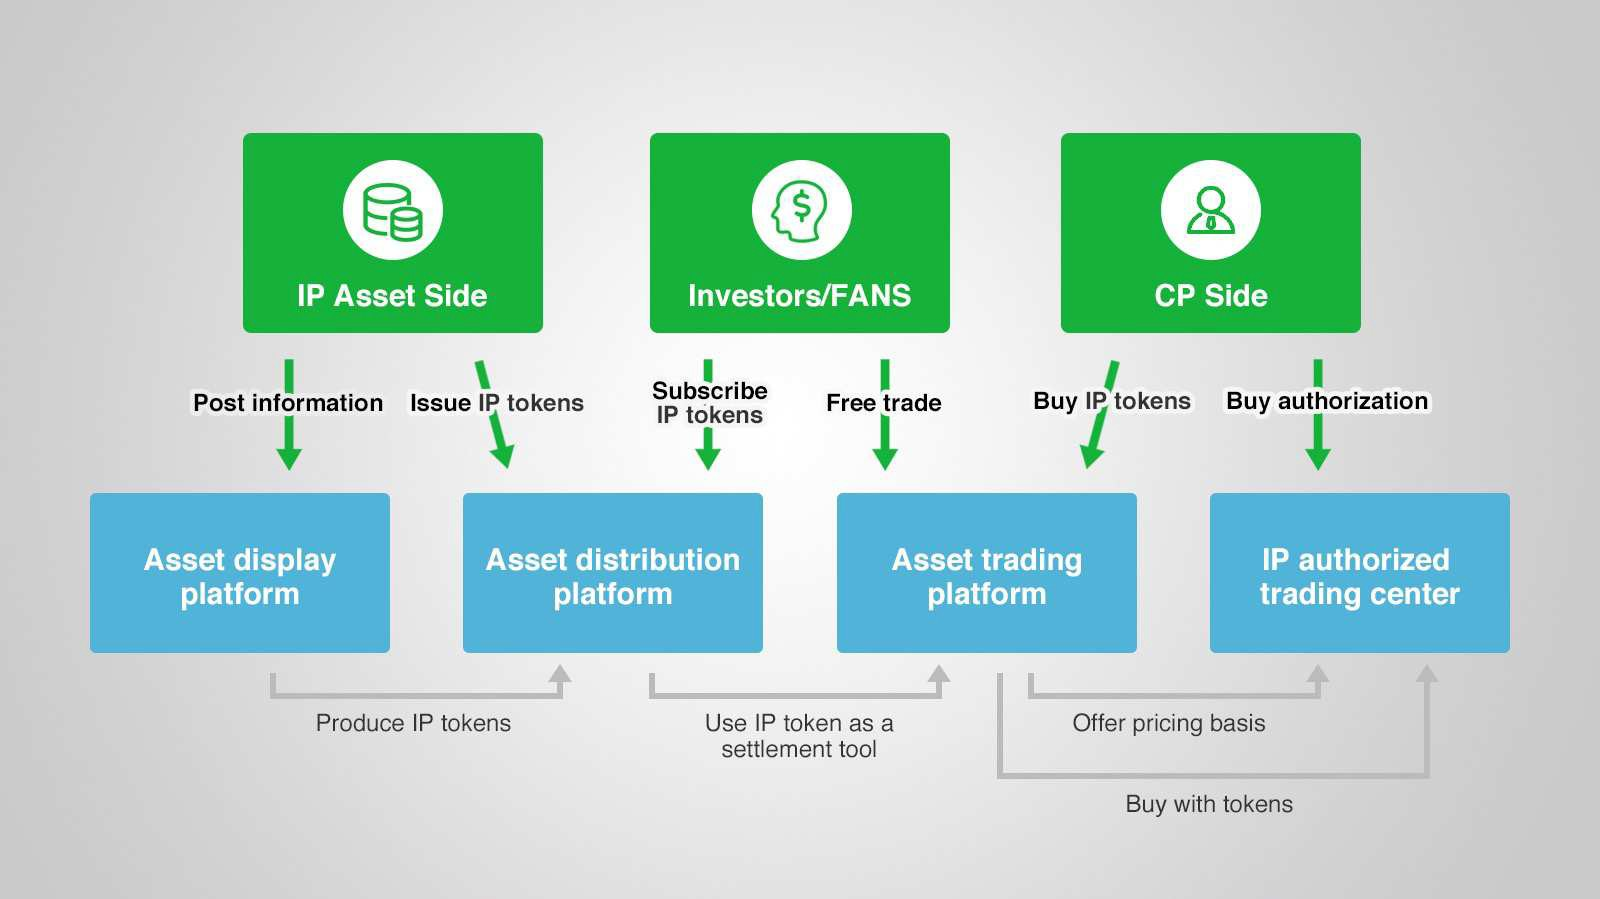 IP Asset Side
Investors/FANS
CP Side
Post information
Issue IP tokens
Subscribe
IP tokens
Free trade
Buy IP tokens
Buy authorization
Asset display
platform
Asset distribution
platform
Asset trading
platform
IP authorized
trading center
Produce IP tokens
Use IP token as a
settlement tool
Offer pricing basis
Buy with tokens